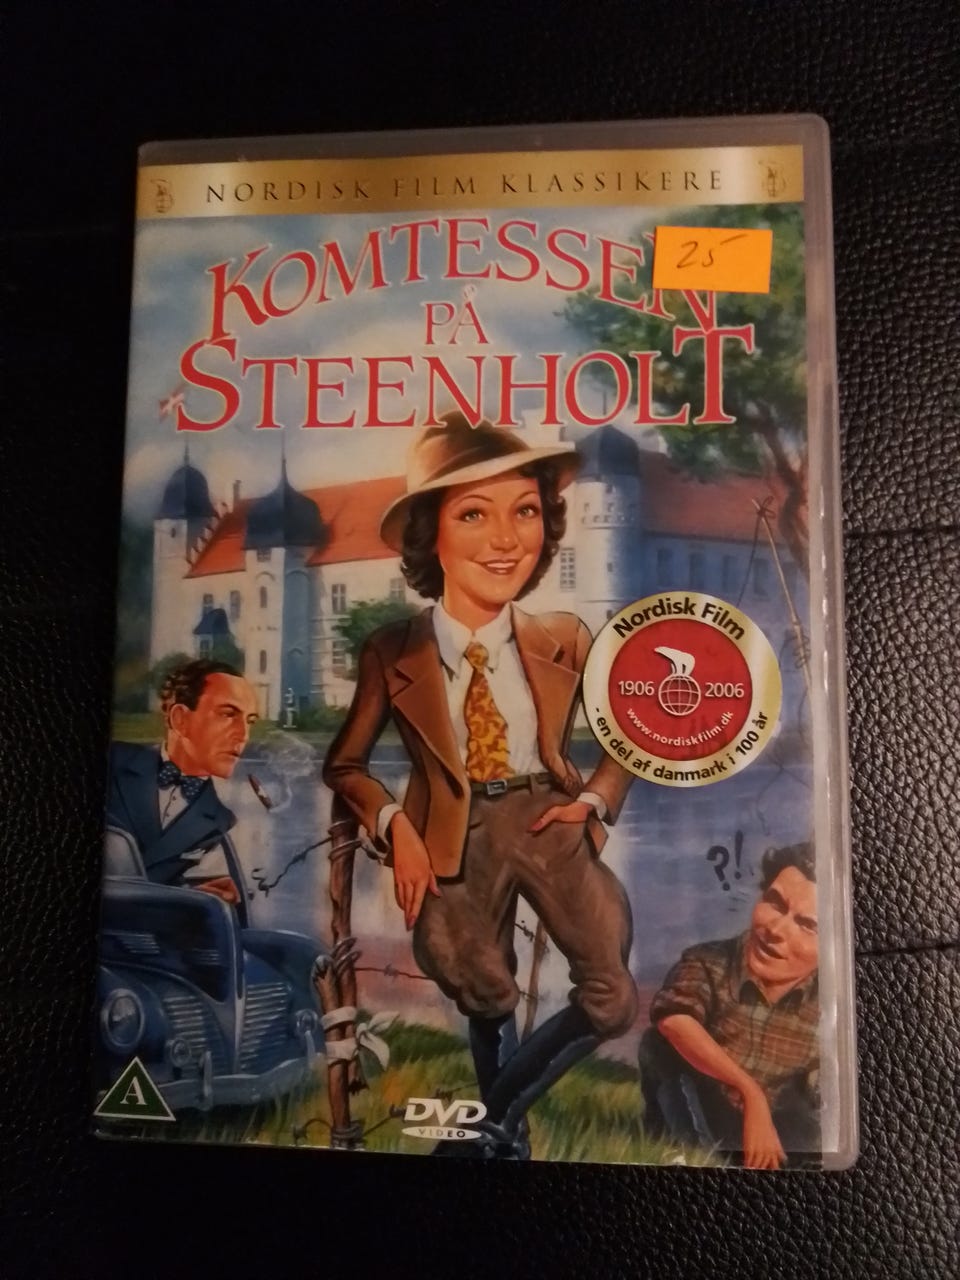 NORDISK FILM KLASSIKERE
KOMTESSEN
25
PÅ
STEENHOLT
Nordisk Film
1906 2006
www.nordiskfilm.dk
- en del af danmark i 100 år
?!
A
DVD
VIDEO